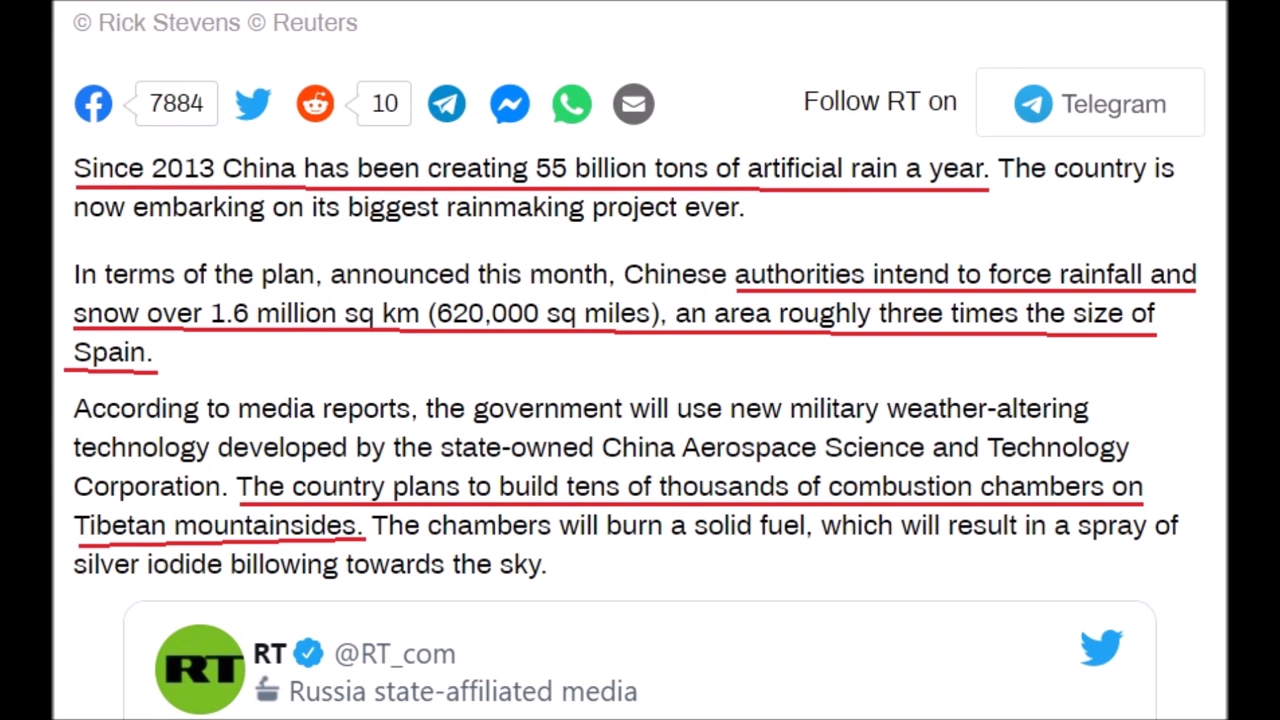 © Rick Stevens © Reuters
7884
10
Follow RT on
Telegram
Since 2013 China has been creating 55 billion tons of artificial rain a year. The country is
now embarking on its biggest rainmaking project ever.
In terms of the plan, announced this month, Chinese authorities intend to force rainfall and
snow over 1.6 million sq km (620,000 sq miles), an area roughly three times the size of
Spain.
According to media reports, the government will use new military weather-altering
technology developed by the state-owned China Aerospace Science and Technology
Corporation. The country plans to build tens of thousands of combustion chambers on
Tibetan mountainsides. The chambers will burn a solid fuel, which will result in a spray of
silver iodide billowing towards the sky.
RT
RT @RT_com
Russia state-affiliated media